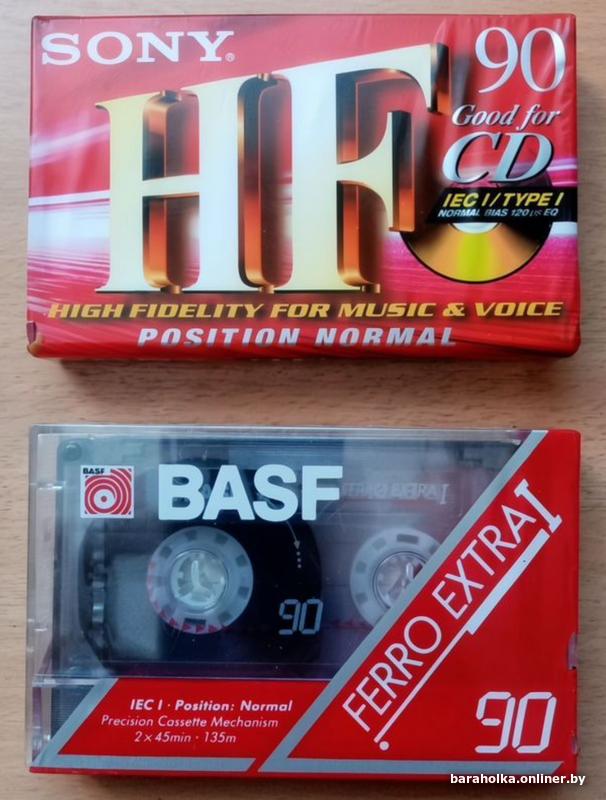 SONY®
HF
90
Good for
CD
IEC I / TYPE I
NORMAL BIAS 120 µs EQ
HIGH FIDELITY FOR MUSIC & VOICE
POSITION NORMAL
BASF
BASF
90
FERRO EXTRA I
IEC I · Position: Normal
Precision Cassette Mechanism
2 x 45min · 135m
90
baraholka.onliner.by